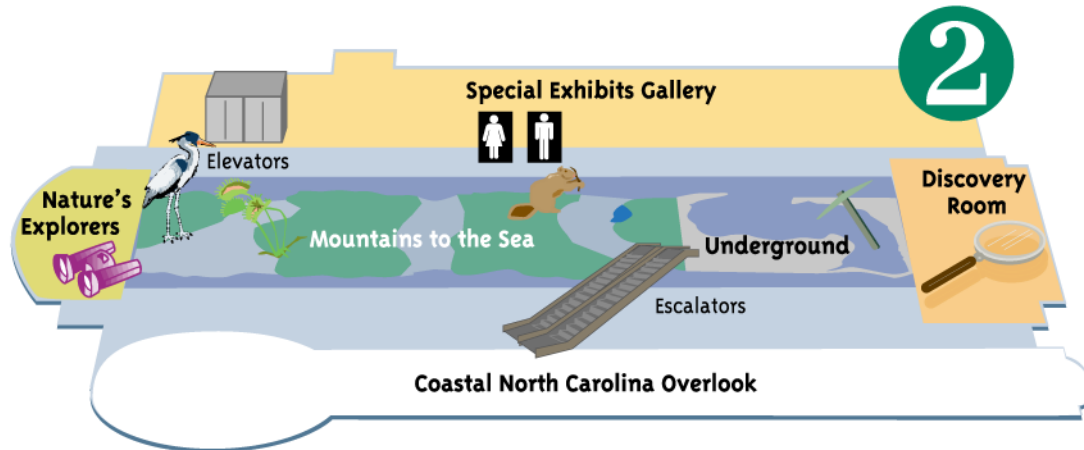 2
Special Exhibits Gallery
Elevators
Nature's
Explorers
Discovery
Room
Mountains to the Sea
Underground
Escalators
Coastal North Carolina Overlook